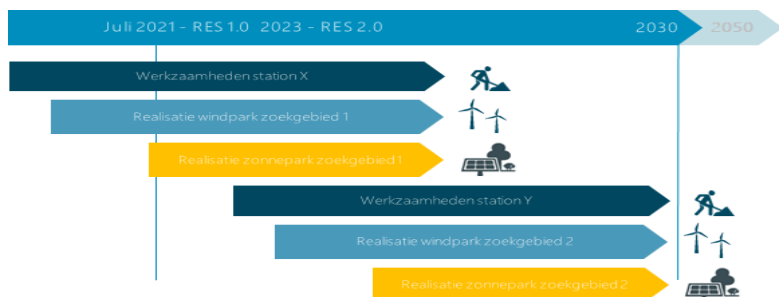 Juli 2021 - RES 1.0 2023 - RES 2.0 2030 2050
Werkzaamheden station X
Realisatie windpark zoekgebied 1
Realisatie zonnepark zoekgebied 1
Werkzaamheden station Y
Realisatie windpark zoekgebied 2
Realisatie zonnepark zoekgebied 2